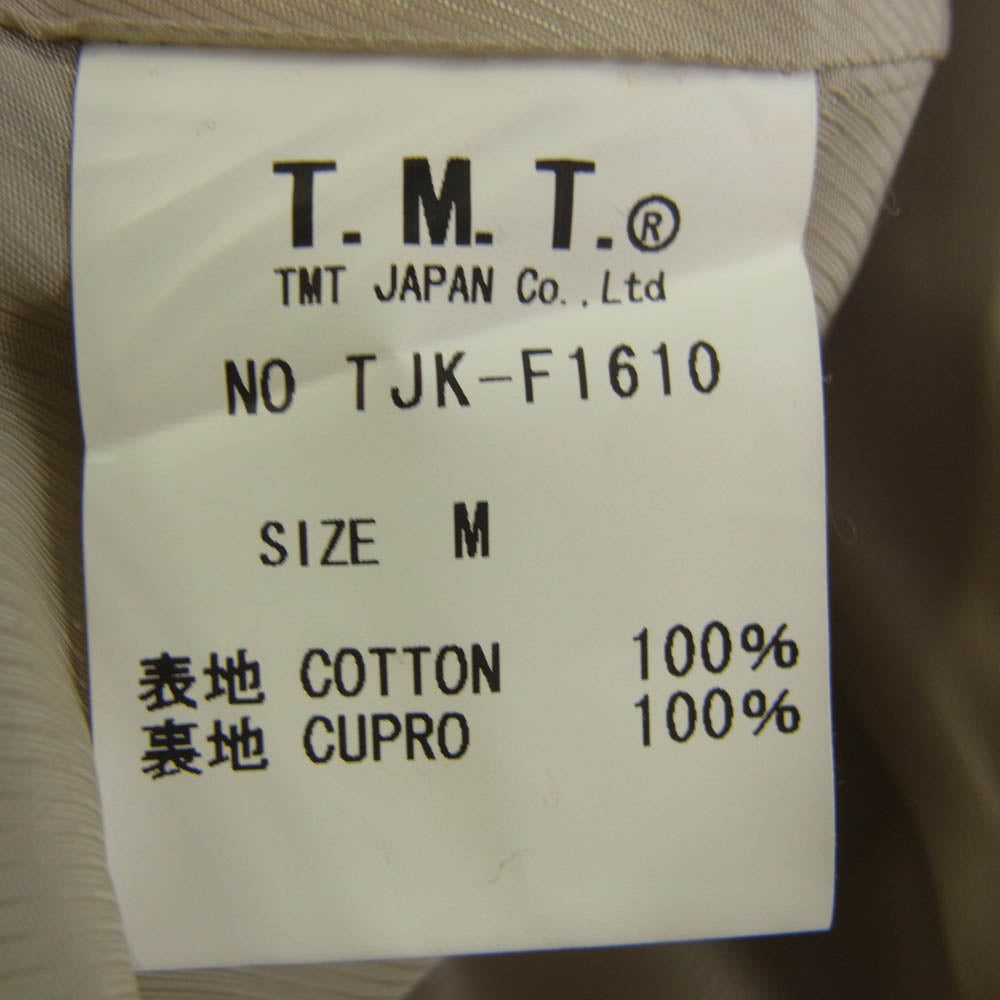 T.M.T.®
TMT JAPAN Co.,Ltd
NO TJK-F1610
SIZE M
表地 COTTON 100%
裏地 CUPRO 100%